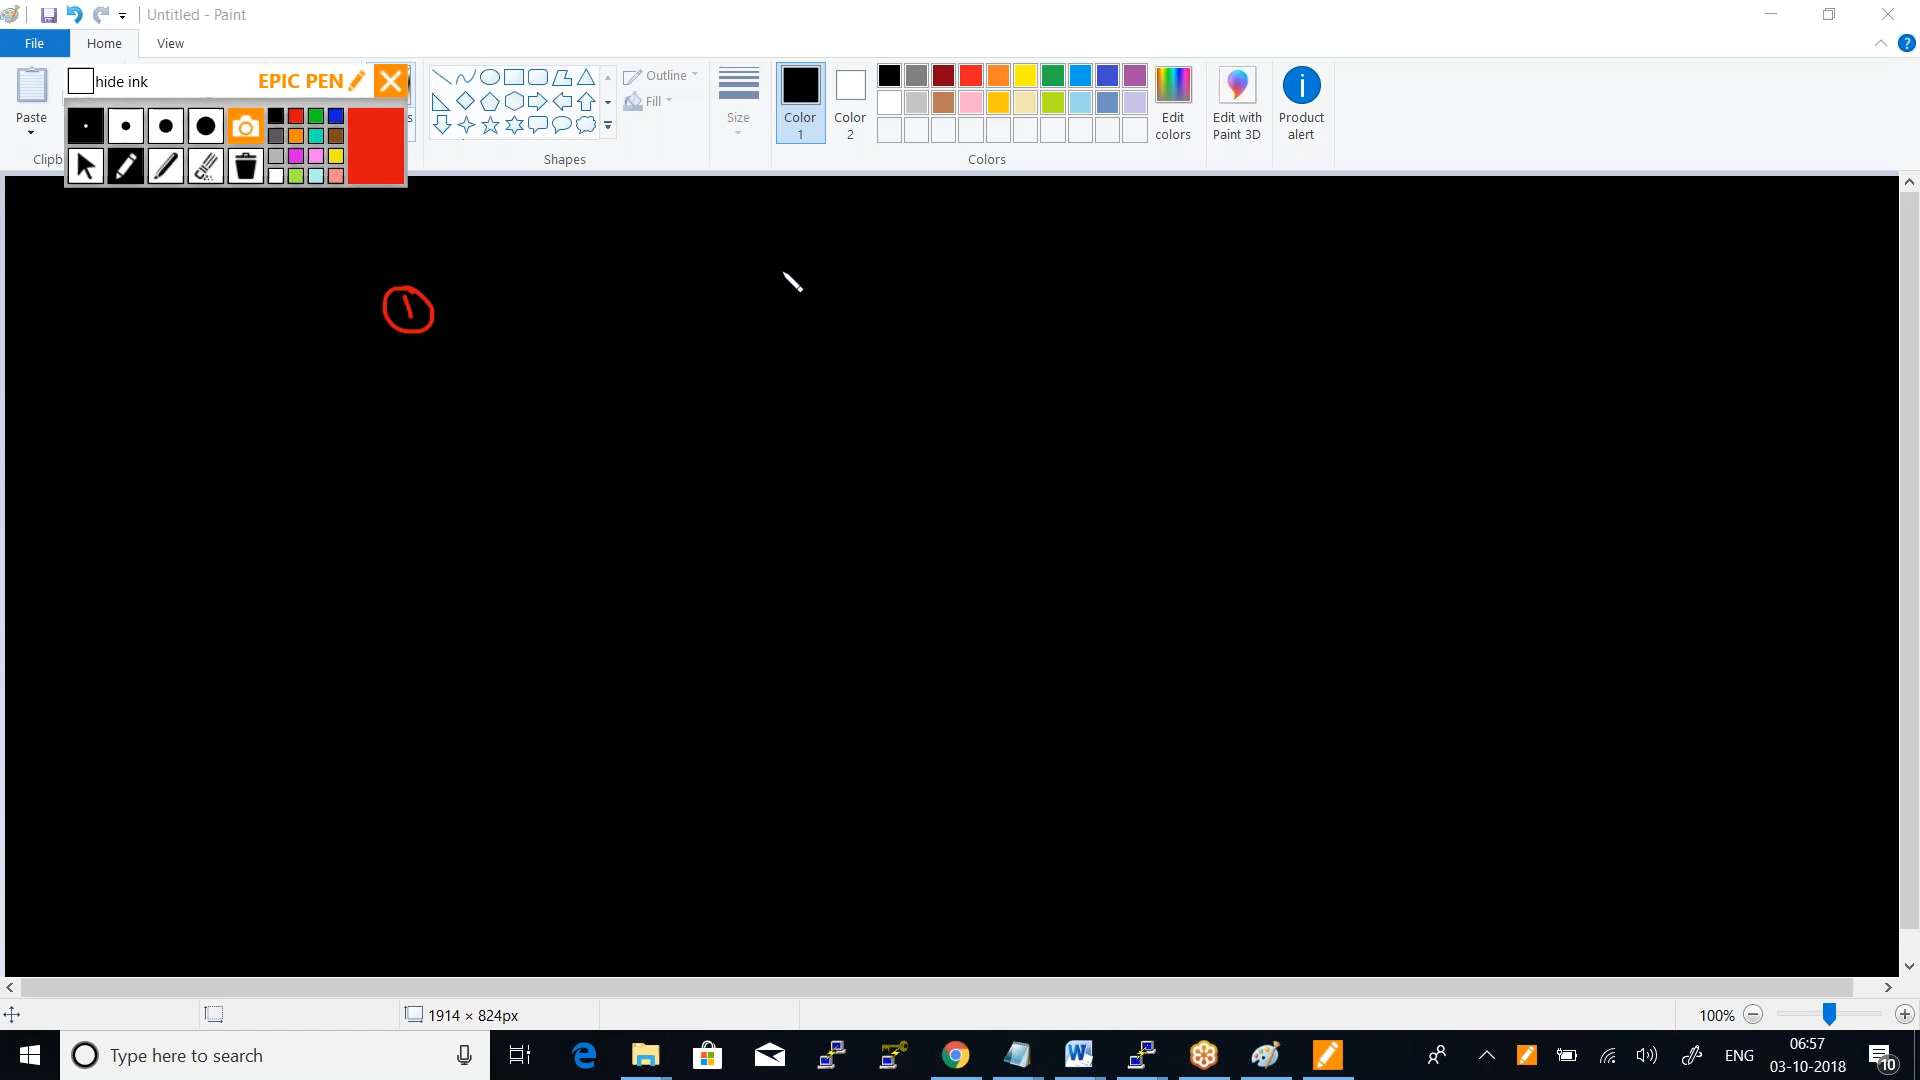 Untitled - Paint
File Home View
hide ink EPIC PEN
Paste
Outline
Fill
Size
Color 1
Color 2
Edit colors
Edit with Paint 3D
Product alert
i
?
Clipb
s
Shapes
Colors
1
1914 × 824px
100%
Type here to search
ENG
06:57
03-10-2018
10